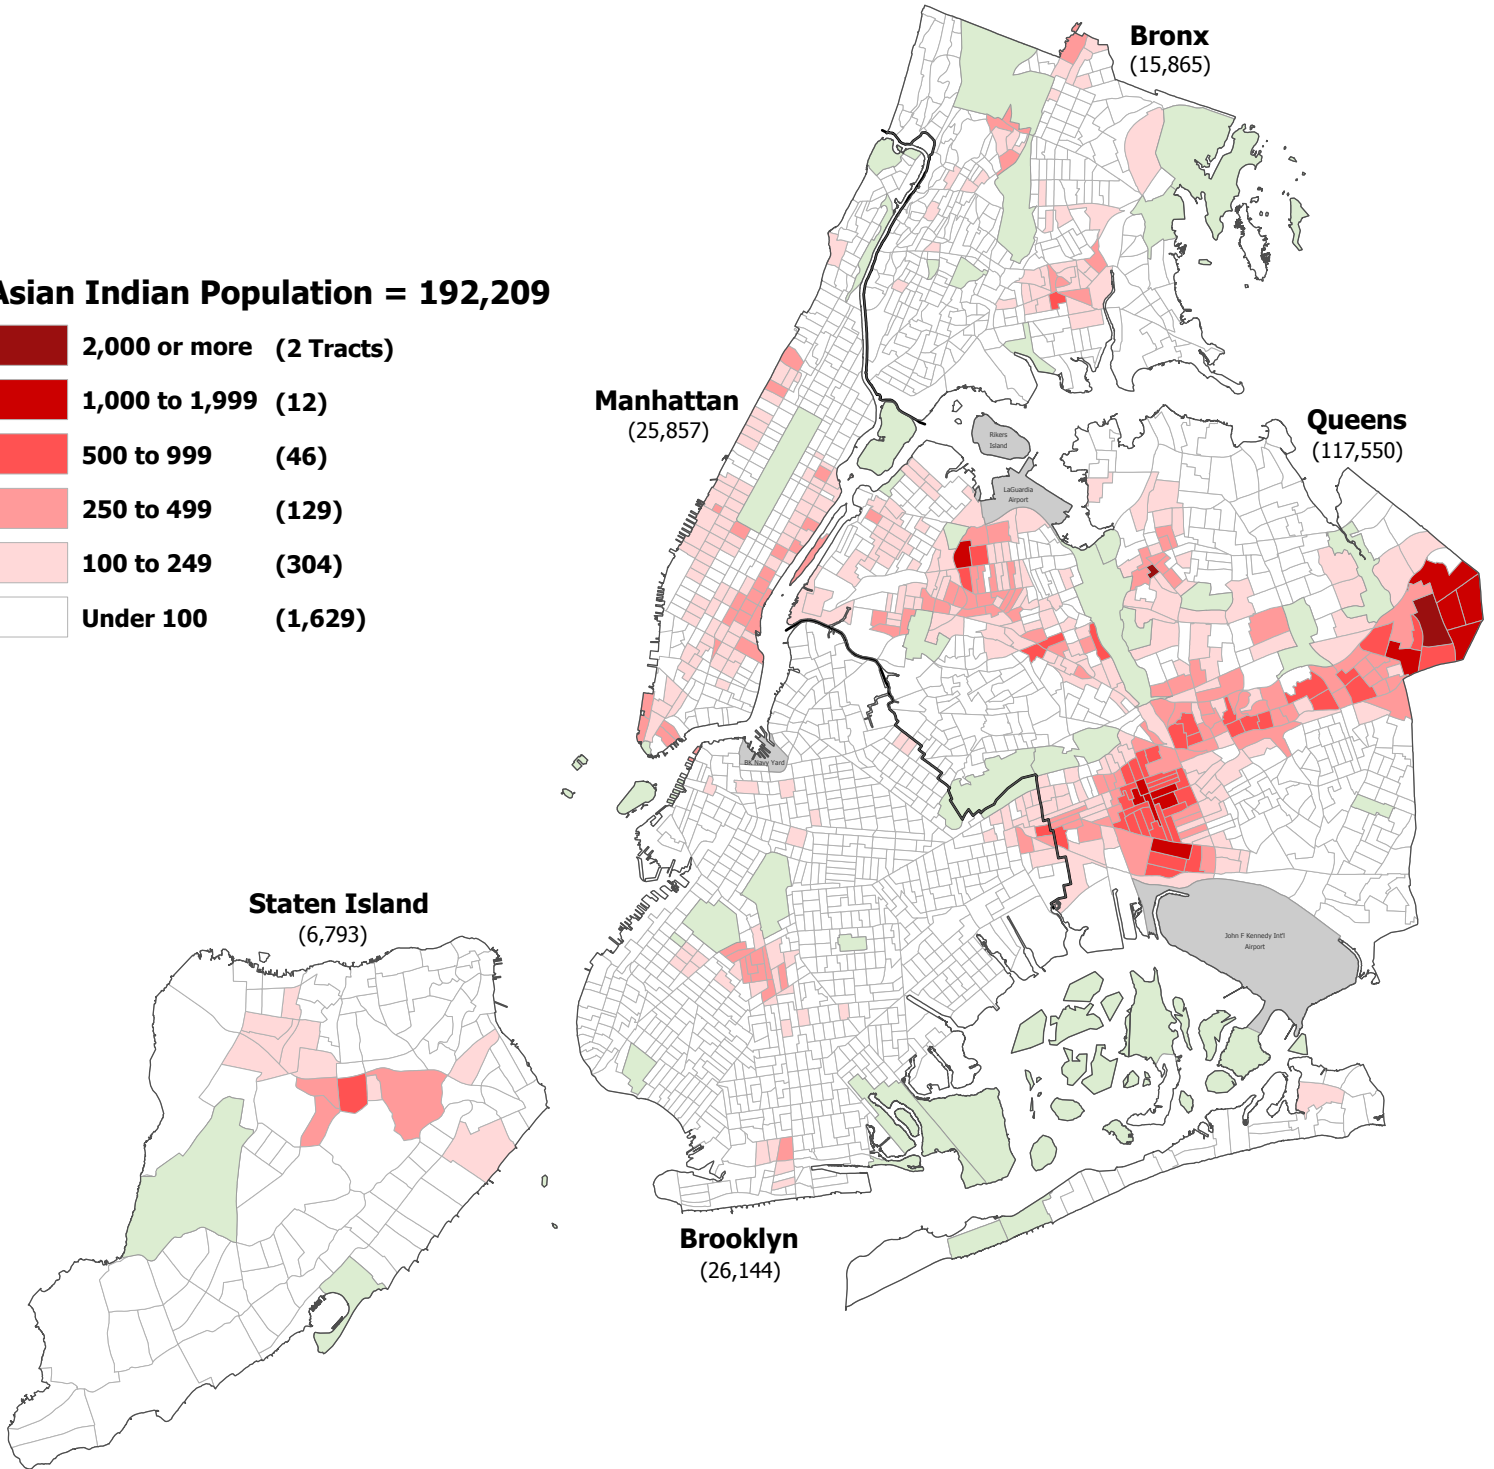 Bronx
(15,865)
Asian Indian Population = 192,209
2,000 or more (2 Tracts)
1,000 to 1,999 (12)
500 to 999 (46)
250 to 499 (129)
100 to 249 (304)
Under 100 (1,629)
Manhattan
(25,857)
Queens
(117,550)
Rikers
Island
LaGuardia
Airport
BK Navy Yard
Staten Island
(6,793)
John F Kennedy Int'l
Airport
Brooklyn
(26,144)